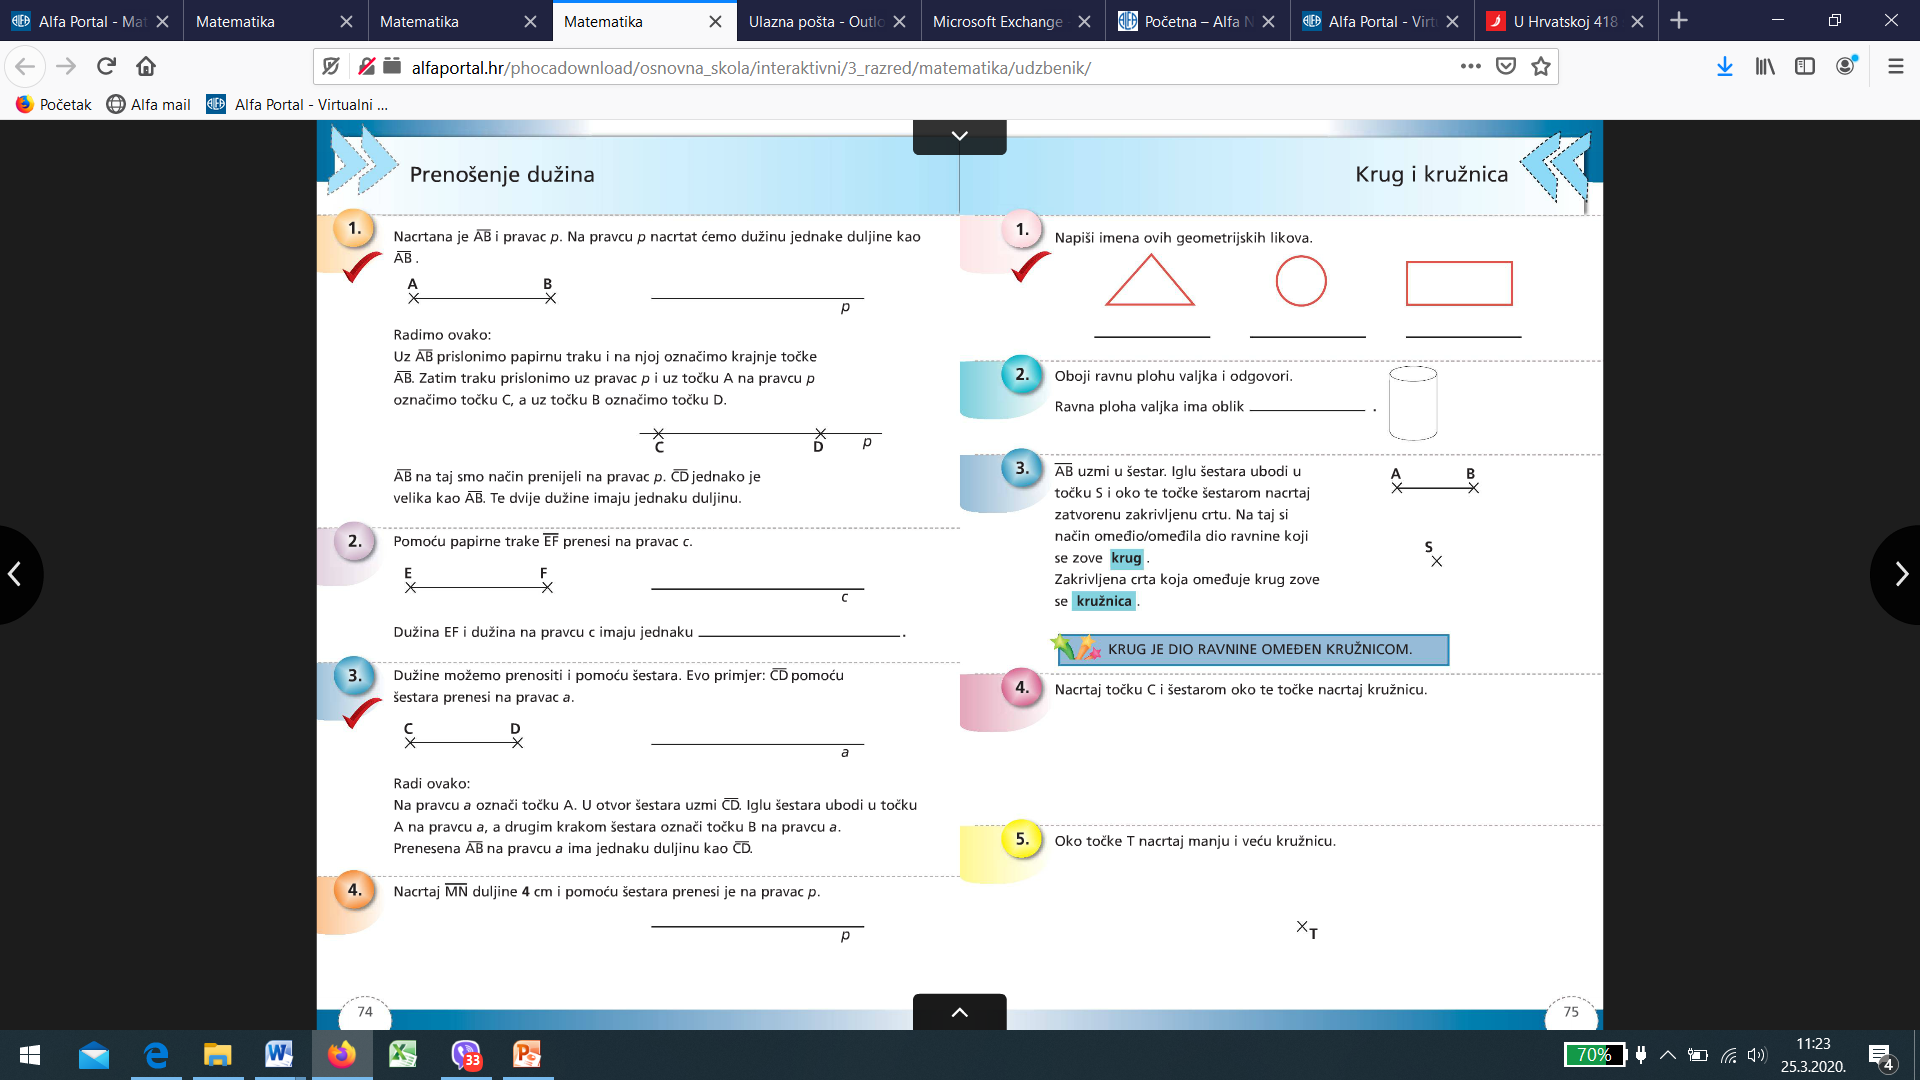 Alfa Portal - Mat
Matematika
Matematika
Matematika
Ulazna pošta - Outlo
Microsoft Exchange -
Početna – Alfa N
Alfa Portal - Virtu
U Hrvatskoj 418
alfaportal.hr/phocadownload/osnovna_skola/interaktivni/3_razred/matematika/udzbenik/
Početak
Alfa mail
Alfa Portal - Virtualni ...
Prenošenje dužina
1.
Nacrtana je AB i pravac p. Na pravcu p nacrtat ćemo dužinu jednake duljine kao
AB .
A B
p
Radimo ovako:
Uz AB prislonimo papirnu traku i na njoj označimo krajnje točke
AB. Zatim traku prislonimo uz pravac p i uz točku A na pravcu p
označimo točku C, a uz točku B označimo točku D.
C D p
AB na taj smo način prenijeli na pravac p. CD jednako je
velika kao AB. Te dvije dužine imaju jednaku duljinu.
2.
Pomoću papirne trake EF prenesi na pravac c.
E F
c
Dužina EF i dužina na pravcu c imaju jednaku ____________ .
3.
Dužine možemo prenositi i pomoću šestara. Evo primjer: CD pomoću
šestara prenesi na pravac a.
C D
a
Radi ovako:
Na pravcu a označi točku A. U otvor šestara uzmi CD. Iglu šestara ubodi u točku
A na pravcu a, a drugim krakom šestara označi točku B na pravcu a.
Prenesena AB na pravcu a ima jednaku duljinu kao CD.
4.
Nacrtaj MN duljine 4 cm i pomoću šestara prenesi je na pravac p.
p
74
Krug i kružnica
1.
Napiši imena ovih geometrijskih likova.
2.
Oboji ravnu plohu valjka i odgovori.
Ravna ploha valjka ima oblik ____________ .
3.
AB uzmi u šestar. Iglu šestara ubodi u
točku S i oko te točke šestarom nacrtaj
zatvorenu zakrivljenu crtu. Na taj si
način omeđio/omeđila dio ravnine koji
se zove krug .
Zakrivljena crta koja omeđuje krug zove
se kružnica .
A B
S
KRUG JE DIO RAVNINE OMEĐEN KRUŽNICOM.
4.
Nacrtaj točku C i šestarom oko te točke nacrtaj kružnicu.
5.
Oko točke T nacrtaj manju i veću kružnicu.
T
75
33
70%
11:23
25.3.2020.
4